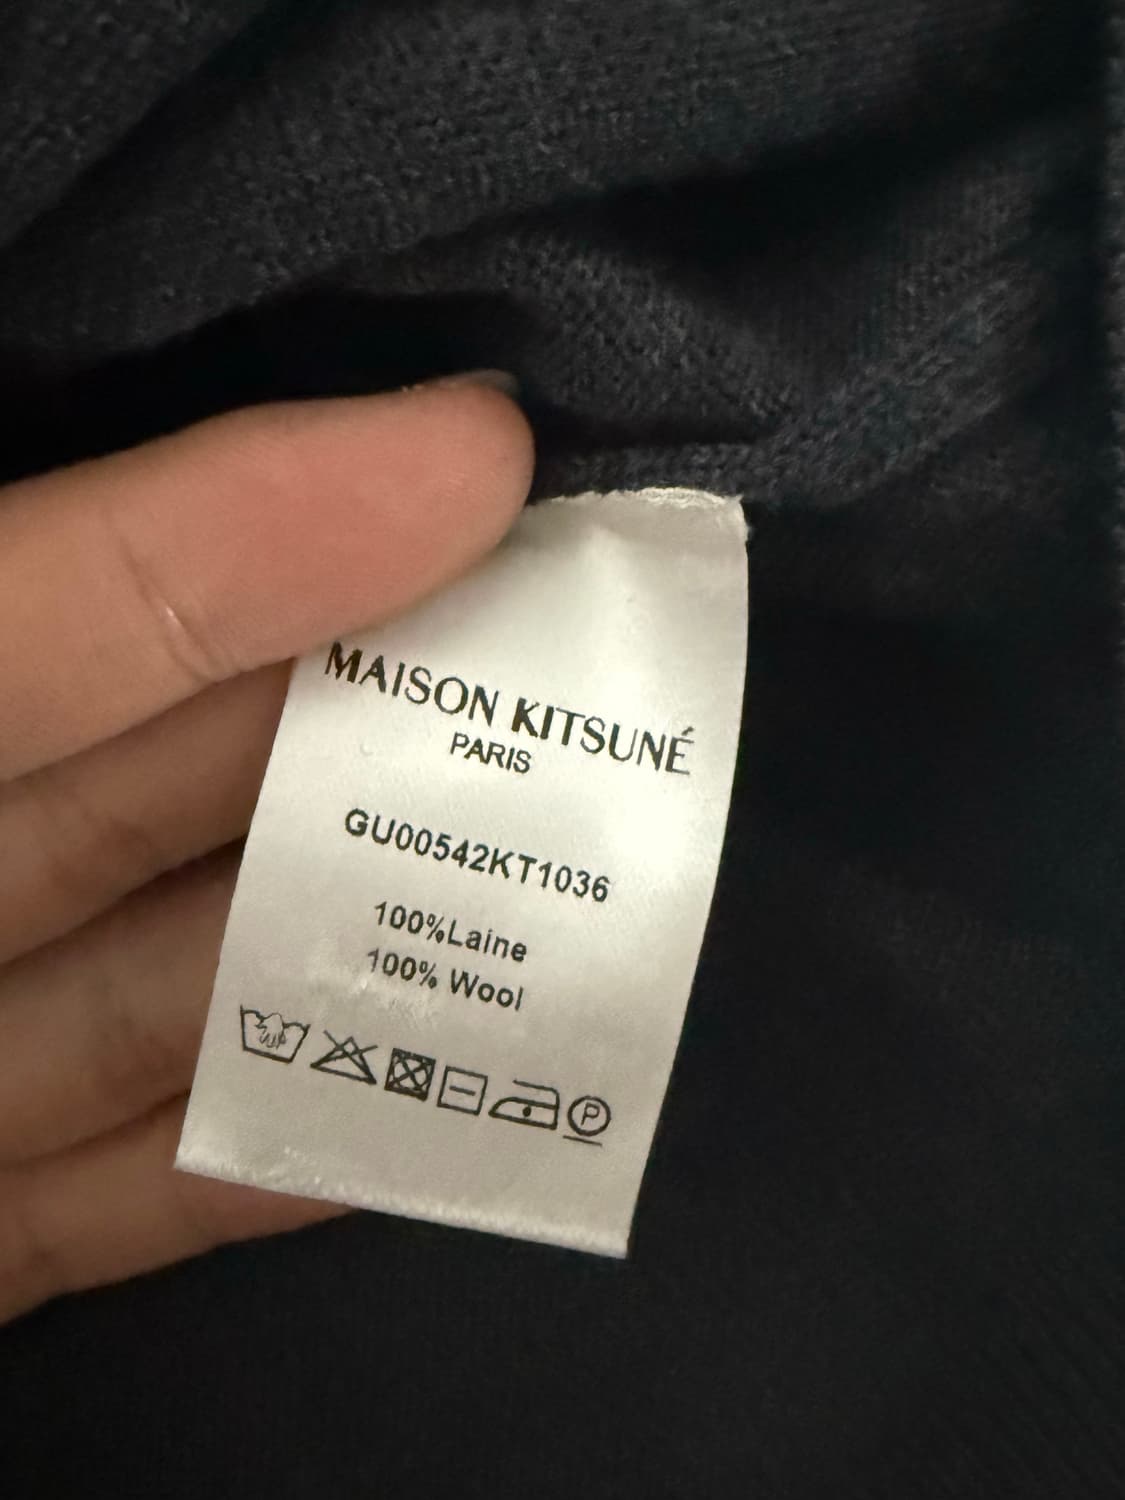 MAISON KITSUNÉ
PARIS
GU00542KT1036
100%Laine
100% Wool
P